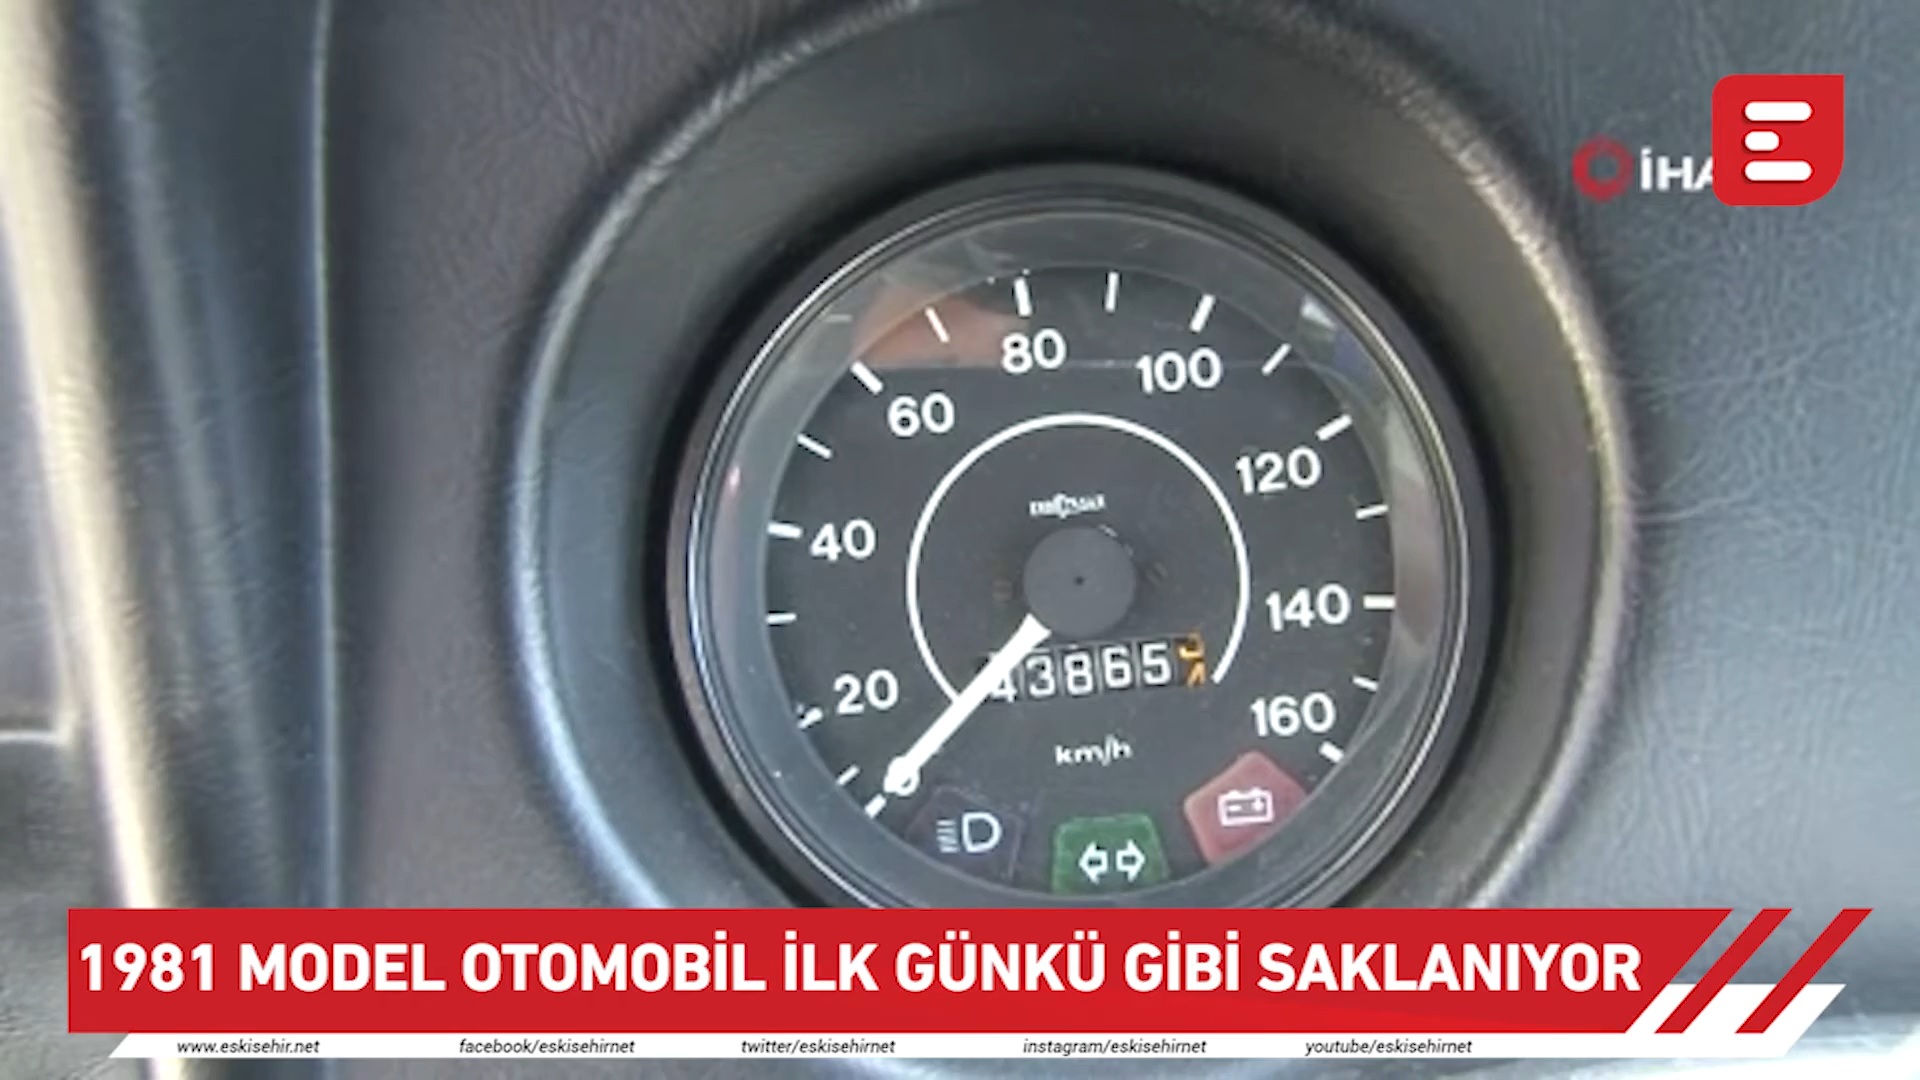 İHA
80
100
60
120
40
140
43865
20
160
km/h
0
1981 MODEL OTOMOBİL İLK GÜNKÜ GİBİ SAKLANIYOR
www.eskisehir.net
facebook/eskisehirnet
twitter/eskisehirnet
instagram/eskisehirnet
youtube/eskisehirnet